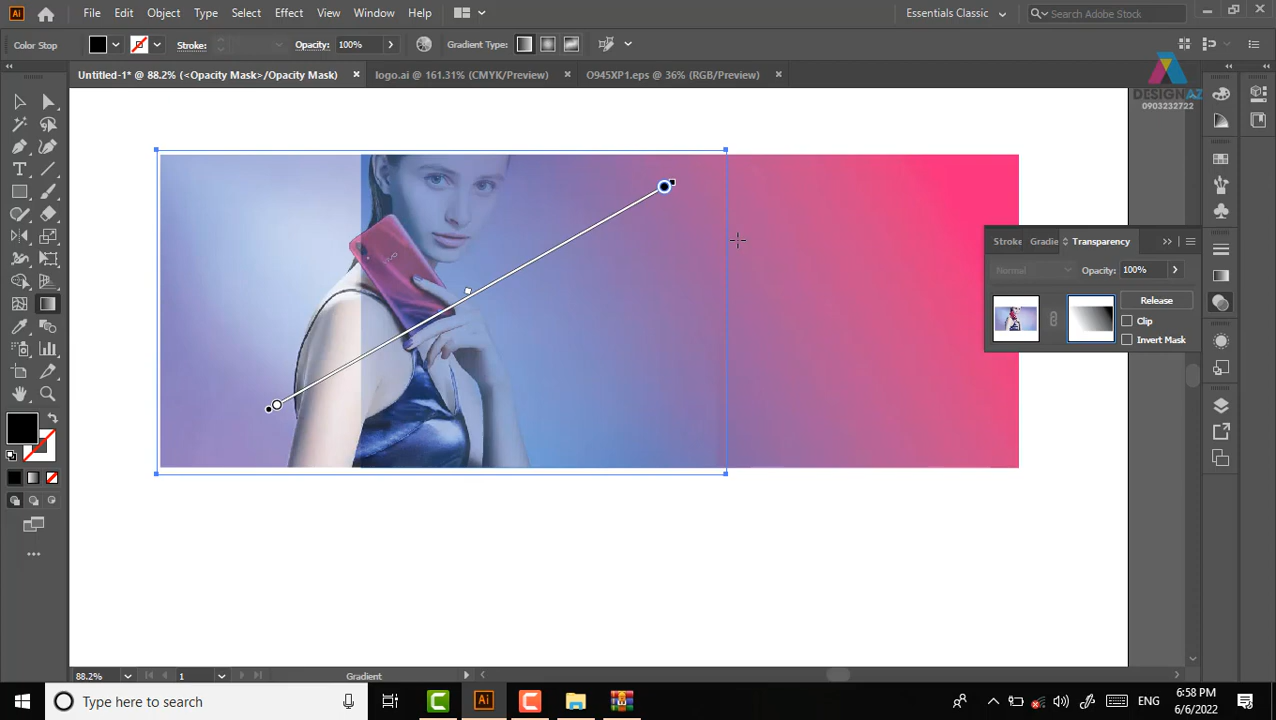 File Edit Object Type Select Effect View Window Help
Essentials Classic
Search Adobe Stock
Color Stop
Stroke:
Opacity: 100%
Gradient Type:
Untitled-1* @ 88.2% (<Opacity Mask>/Opacity Mask)
logo.ai @ 161.31% (CMYK/Preview)
O945XP1.eps @ 36% (RGB/Preview)
DESIGNAZ
0903232722
Stroke Gradie Transparency
Normal
Opacity: 100%
Release
Clip
Invert Mask
88.2%
1
Gradient
Type here to search
ENG
6:58 PM
6/6/2022